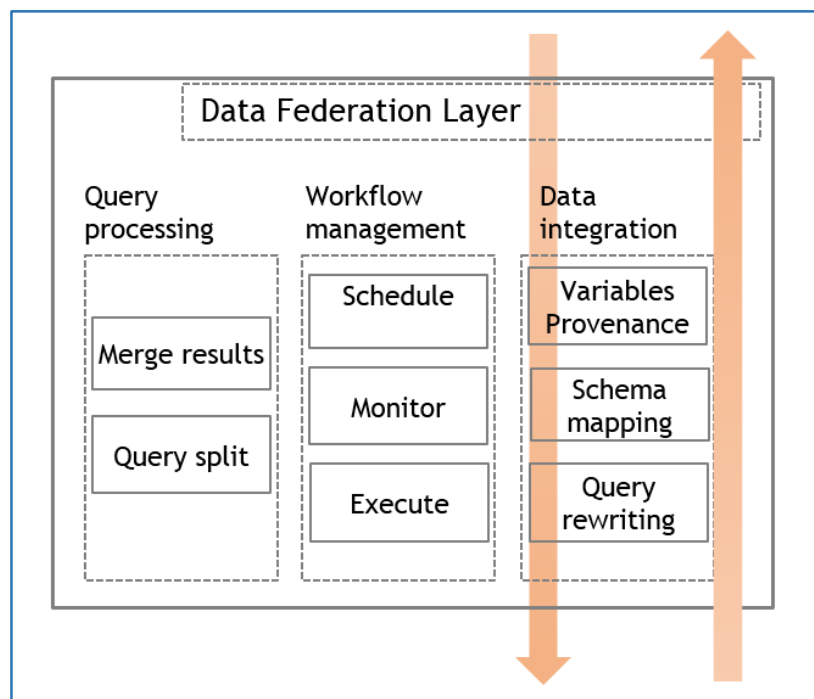 Data Federation Layer
Query
processing
Merge results
Query split
Workflow
management
Schedule
Monitor
Execute
Data
integration
Variables
Provenance
Schema
mapping
Query
rewriting